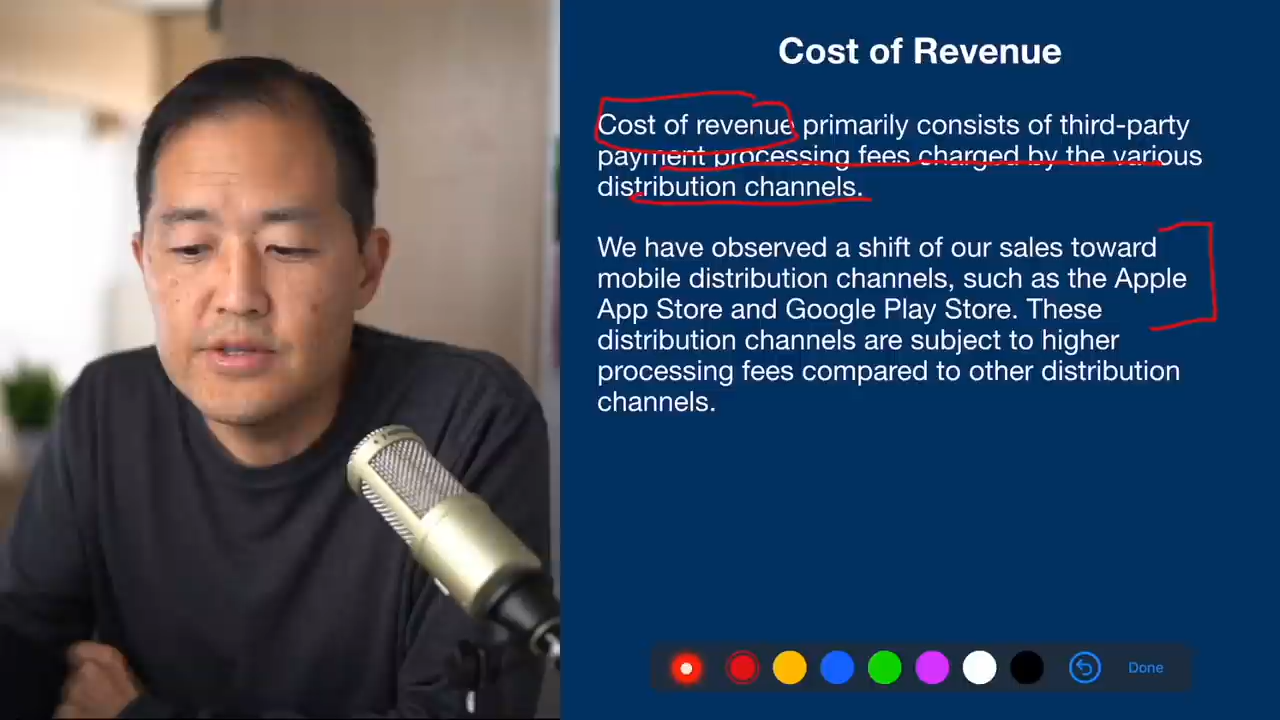 Cost of Revenue
Cost of revenue primarily consists of third-party
payment processing fees charged by the various
distribution channels.
We have observed a shift of our sales toward
mobile distribution channels, such as the Apple
App Store and Google Play Store. These
distribution channels are subject to higher
processing fees compared to other distribution
channels.
Done